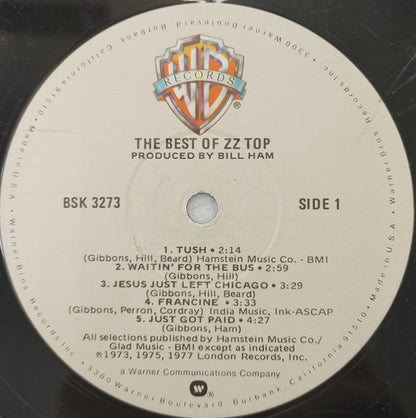 WB
RECORDS
THE BEST OF ZZ TOP
PRODUCED BY BILL HAM
BSK 3273
SIDE 1
1. TUSH • 2:14
(Gibbons, Hill, Beard) Hamstein Music Co. - BMI
2. WAITIN' FOR THE BUS • 2:59
(Gibbons, Hill)
3. JESUS JUST LEFT CHICAGO • 3:29
(Gibbons, Hill, Beard)
4. FRANCINE • 3:33
(Gibbons, Perron, Cordray) India Music, Ink-ASCAP
5. JUST GOT PAID • 4:27
(Gibbons, Ham)
All selections published by Hamstein Music Co./
Glad Music - BMI except as indicated
℗1973, 1975, 1977 London Records, Inc.
a Warner Communications Company
Warner Bros Records Inc. • 3300 Warner Boulevard, Burbank, California 91510 • Made in U.S.A. •